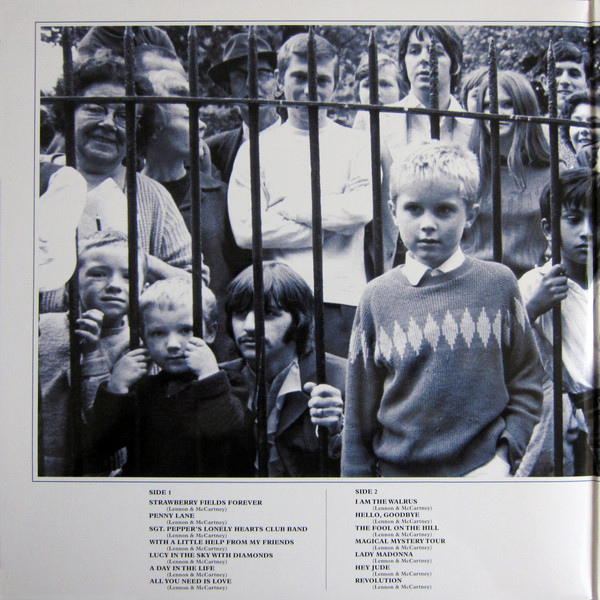 SIDE 1
STRAWBERRY FIELDS FOREVER
(Lennon & McCartney)
PENNY LANE
(Lennon & McCartney)
SGT. PEPPER'S LONELY HEARTS CLUB BAND
(Lennon & McCartney)
WITH A LITTLE HELP FROM MY FRIENDS
(Lennon & McCartney)
LUCY IN THE SKY WITH DIAMONDS
(Lennon & McCartney)
A DAY IN THE LIFE
(Lennon & McCartney)
ALL YOU NEED IS LOVE
(Lennon & McCartney)
SIDE 2
I AM THE WALRUS
(Lennon & McCartney)
HELLO, GOODBYE
(Lennon & McCartney)
THE FOOL ON THE HILL
(Lennon & McCartney)
MAGICAL MYSTERY TOUR
(Lennon & McCartney)
LADY MADONNA
(Lennon & McCartney)
HEY JUDE
(Lennon & McCartney)
REVOLUTION
(Lennon & McCartney)